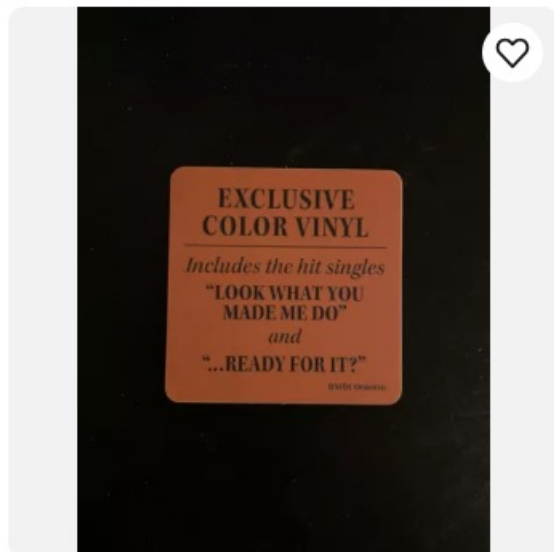 EXCLUSIVE
COLOR VINYL
Includes the hit singles
“LOOK WHAT YOU
MADE ME DO”
and
“...READY FOR IT?”